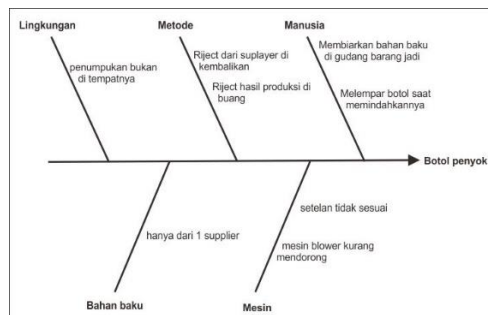 Lingkungan
Metode
Manusia
penumpukan bukan
di tempatnya
Riject dari suplayer di
kembalikan
Riject hasil produksi di
buang
Membiarkan bahan baku
di gudang barang jadi
Melempar botol saat
memindahkannya
Botol penyok
hanya dari 1 supplier
setelan tidak sesuai
mesin blower kurang
mendorong
Bahan baku
Mesin